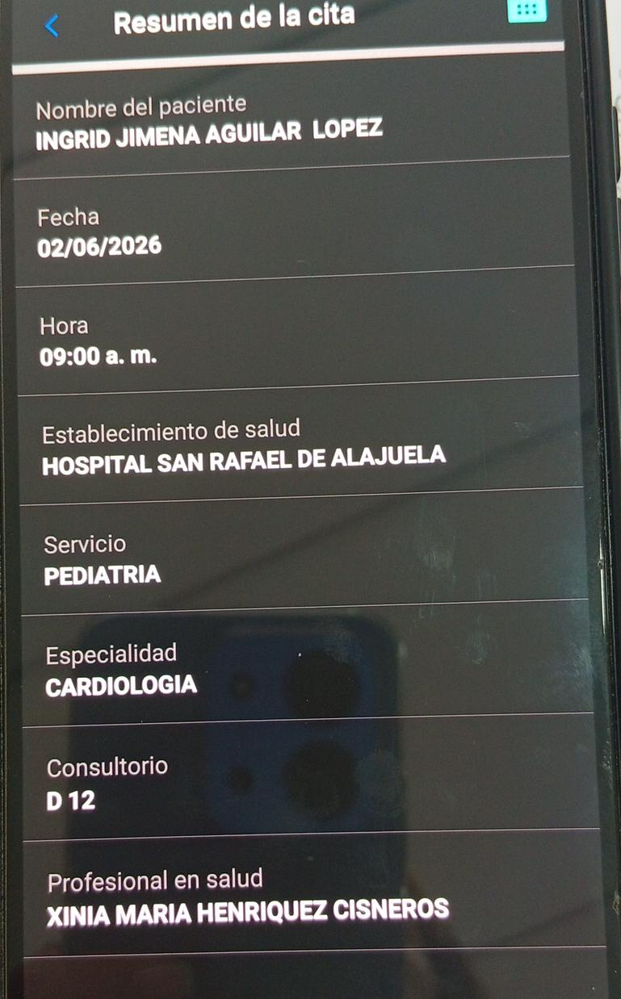 Resumen de la cita
Nombre del paciente
INGRID JIMENA AGUILAR LOPEZ
Fecha
02/06/2026
Hora
09:00 a. m.
Establecimiento de salud
HOSPITAL SAN RAFAEL DE ALAJUELA
Servicio
PEDIATRIA
Especialidad
CARDIOLOGIA
Consultorio
D 12
Profesional en salud
XINIA MARIA HENRIQUEZ CISNEROS